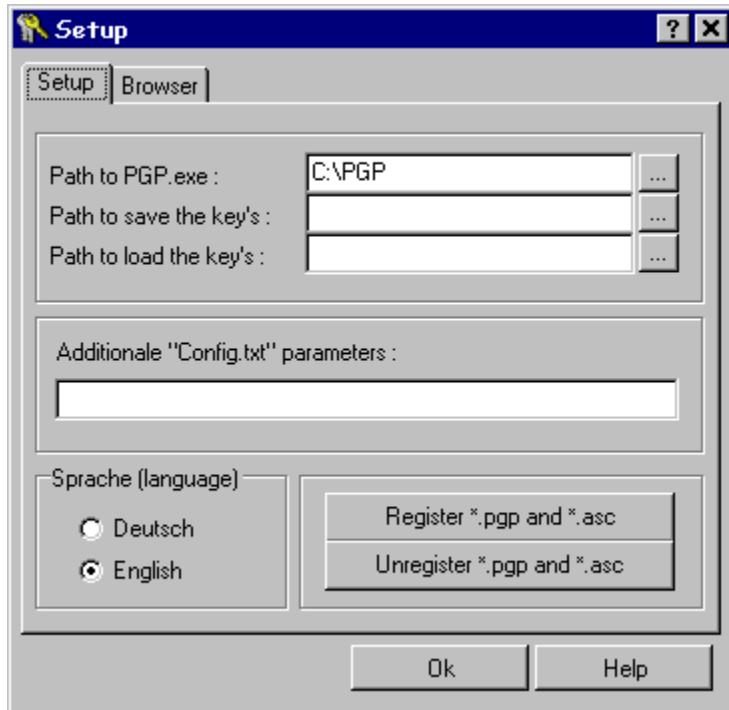 Setup
Setup Browser
Path to PGP.exe : C:\PGP ...
Path to save the key's : ...
Path to load the key's : ...
Additionale "Config.txt" parameters :
Sprache (language)
Deutsch
English
Register *.pgp and *.asc
Unregister *.pgp and *.asc
Ok Help